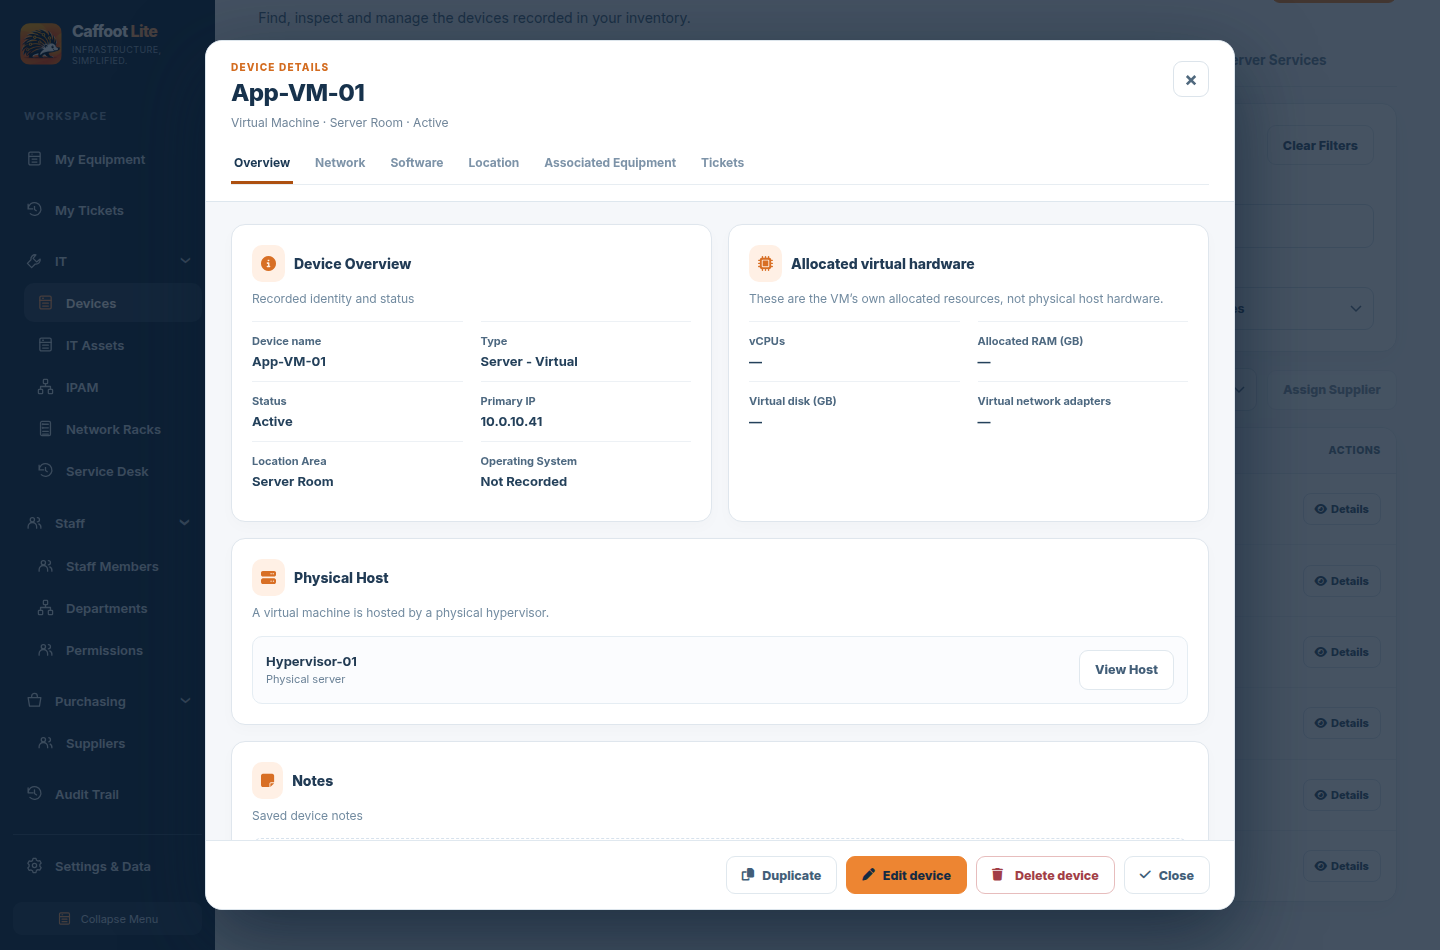 Caffoot Lite
INFRASTRUCTURE,
SIMPLIFIED.
WORKSPACE
My Equipment
My Tickets
IT
Devices
IT Assets
IPAM
Network Racks
Service Desk
Staff
Staff Members
Departments
Permissions
Purchasing
Suppliers
Audit Trail
Settings & Data
Collapse Menu
Find, inspect and manage the devices recorded in your inventory.
Services
Clear Filters
Assign Supplier
ACTIONS
Details
Details
Details
Details
Details
Details
DEVICE DETAILS
App-VM-01
Virtual Machine · Server Room · Active
Overview Network Software Location Associated Equipment Tickets
Device Overview
Recorded identity and status
Device name Type
App-VM-01 Server - Virtual
Status Primary IP
Active 10.0.10.41
Location Area Operating System
Server Room Not Recorded
Allocated virtual hardware
These are the VM’s own allocated resources, not physical host hardware.
vCPUs Allocated RAM (GB)
— —
Virtual disk (GB) Virtual network adapters
— —
Physical Host
A virtual machine is hosted by a physical hypervisor.
Hypervisor-01
Physical server
View Host
Notes
Saved device notes
Duplicate Edit device Delete device Close